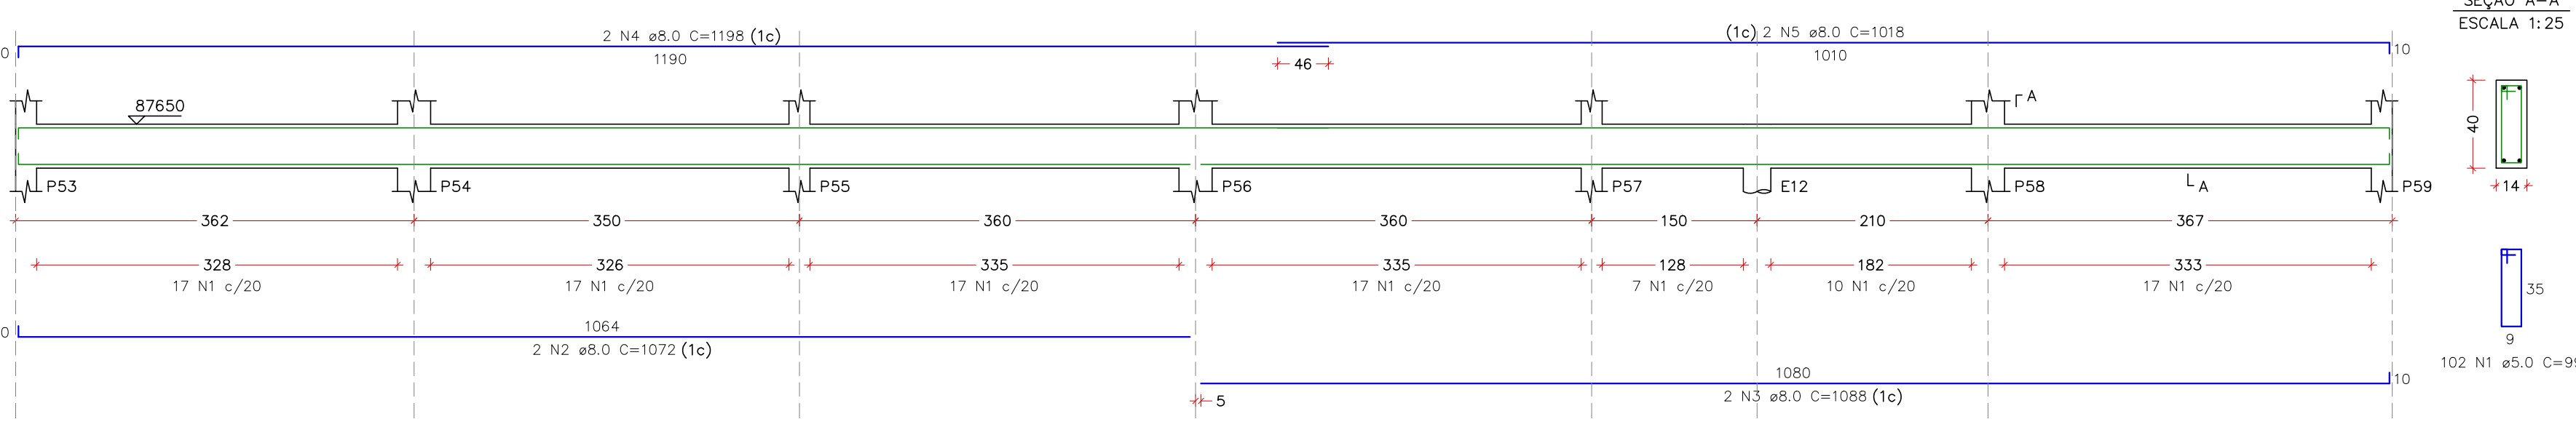 2 N4 ø8.0 C=1198 (1c)
1190
(1c) 2 N5 ø8.0 C=1018
1010
10
46
87650
A
P53
P54
P55
P56
P57
E12
P58
A
P59
362
350
360
360
150
210
367
328
326
335
335
128
182
333
17 N1 c/20
17 N1 c/20
17 N1 c/20
17 N1 c/20
7 N1 c/20
10 N1 c/20
17 N1 c/20
1064
2 N2 ø8.0 C=1072 (1c)
1080
10
2 N3 ø8.0 C=1088 (1c)
5
SEÇÃO A-A
ESCALA 1:25
40
14
35
9
102 N1 ø5.0